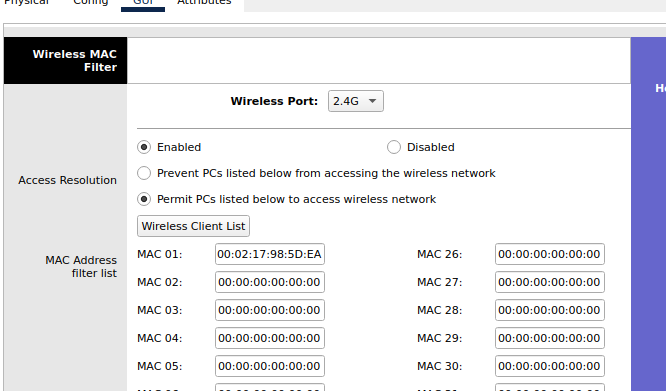 Physical Config GUI Attributes
Wireless MAC
Filter
Wireless Port: 2.4G
Enabled Disabled
Access Resolution
Prevent PCs listed below from accessing the wireless network
Permit PCs listed below to access wireless network
Wireless Client List
MAC Address
filter list
MAC 01: 00:02:17:98:5D:EA MAC 26: 00:00:00:00:00:00
MAC 02: 00:00:00:00:00:00 MAC 27: 00:00:00:00:00:00
MAC 03: 00:00:00:00:00:00 MAC 28: 00:00:00:00:00:00
MAC 04: 00:00:00:00:00:00 MAC 29: 00:00:00:00:00:00
MAC 05: 00:00:00:00:00:00 MAC 30: 00:00:00:00:00:00